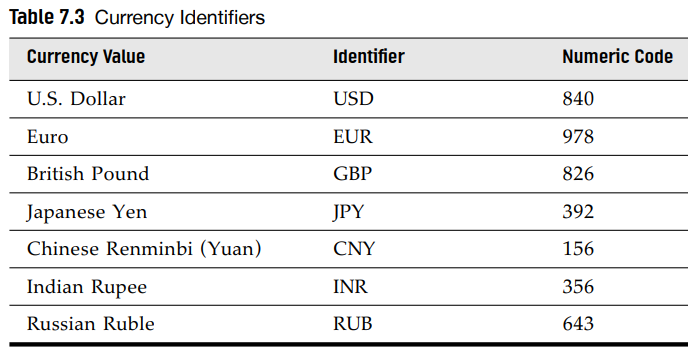 Table 7.3 Currency Identifiers
Currency Value Identifier Numeric Code
U.S. Dollar USD 840
Euro EUR 978
British Pound GBP 826
Japanese Yen JPY 392
Chinese Renminbi (Yuan) CNY 156
Indian Rupee INR 356
Russian Ruble RUB 643